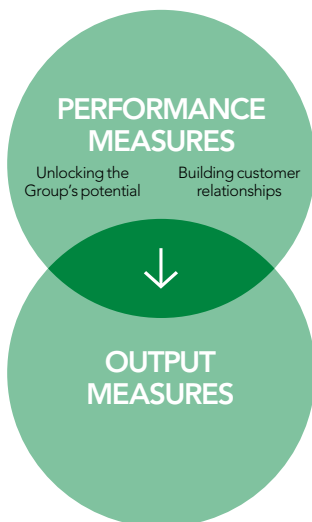 PERFORMANCE
MEASURES
Unlocking the
Group's potential
Building customer
relationships
OUTPUT
MEASURES